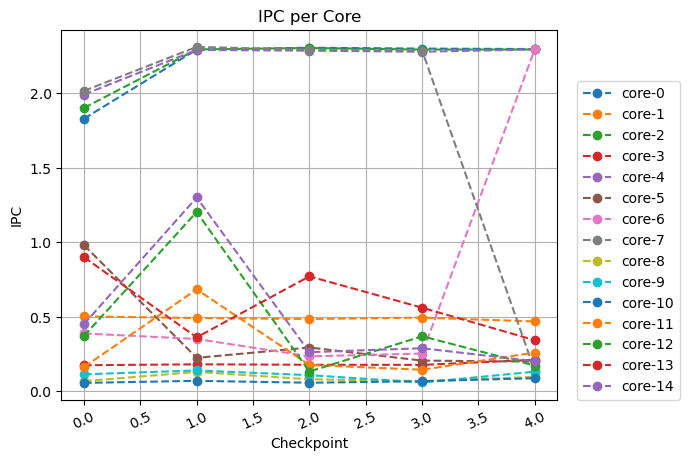 IPC per Core
IPC
2.0
1.5
1.0
0.5
0.0
0.0
0.5
1.0
1.5
2.0
2.5
3.0
3.5
4.0
Checkpoint
core-0
core-1
core-2
core-3
core-4
core-5
core-6
core-7
core-8
core-9
core-10
core-11
core-12
core-13
core-14